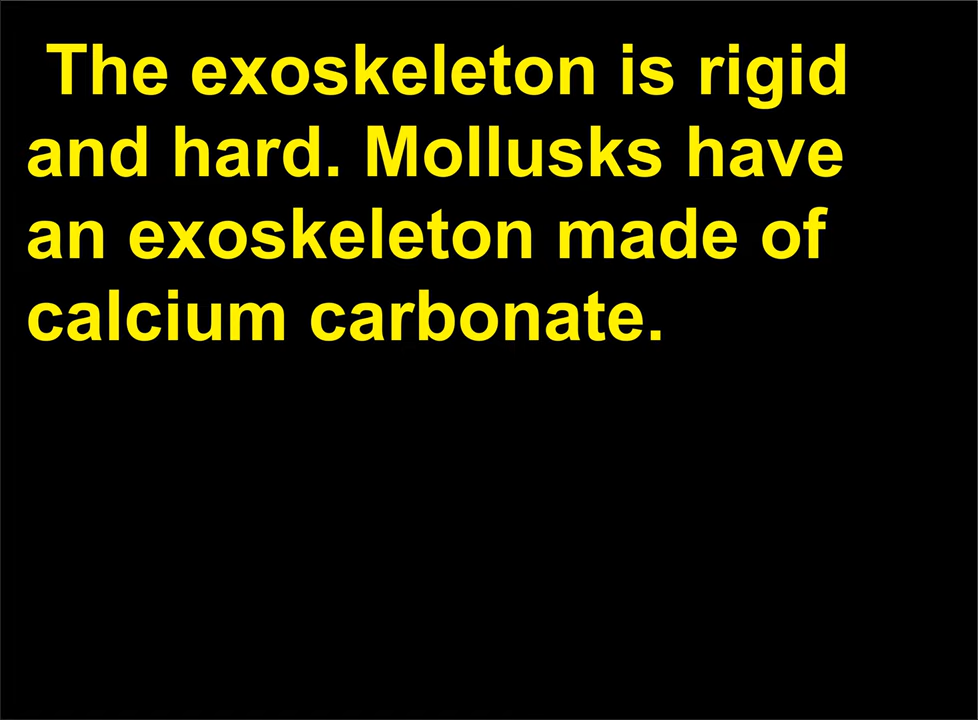 The exoskeleton is rigid
and hard. Mollusks have
an exoskeleton made of
calcium carbonate.